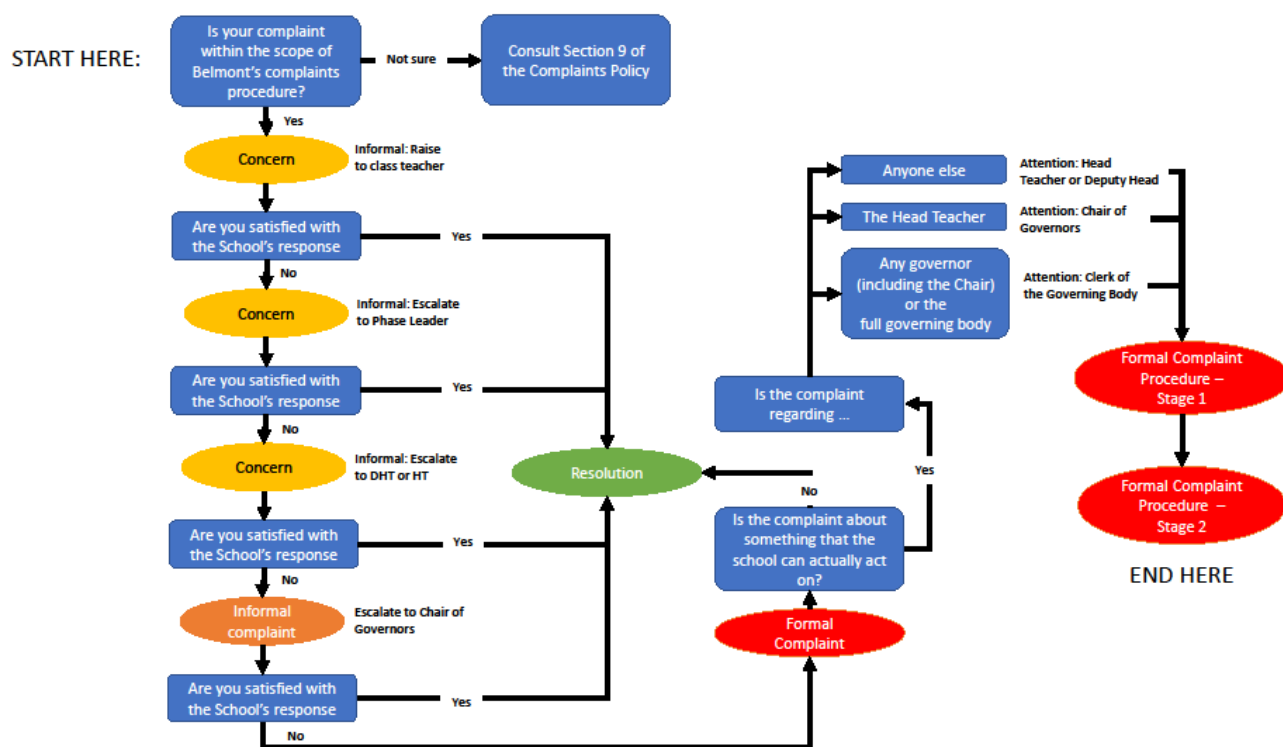 START HERE:
Is your complaint
within the scope of
Belmont's complaints
procedure?
Not sure
Consult Section 9 of
the Complaints Policy
Yes
Concern
Informal: Raise
to class teacher
Are you satisfied with
the School's response
Yes
No
Concern
Informal: Escalate
to Phase Leader
Are you satisfied with
the School's response
Yes
No
Concern
Informal: Escalate
to DHT or HT
Are you satisfied with
the School's response
Yes
No
Informal
complaint
Escalate to Chair of
Governors
Are you satisfied with
the School's response
Yes
No
Resolution
Formal
Complaint
Is the complaint about
something that the
school can actually act
on?
No
Yes
Is the complaint
regarding ...
Anyone else
Attention: Head
Teacher or Deputy Head
The Head Teacher
Attention: Chair of
Governors
Any governor
(including the Chair)
or the
full governing body
Attention: Clerk of
the Governing Body
Formal Complaint
Procedure –
Stage 1
Formal Complaint
Procedure –
Stage 2
END HERE